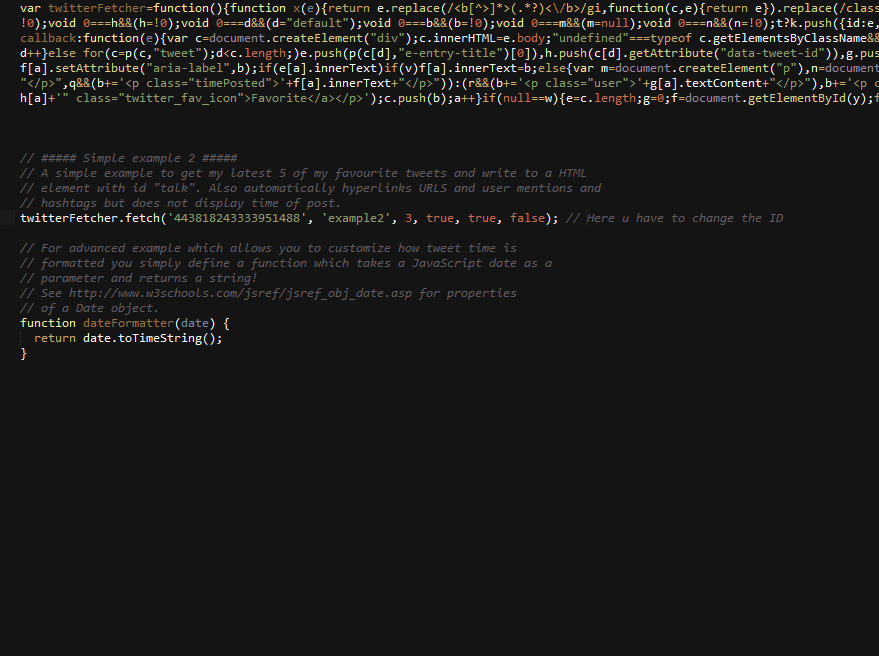 var twitterFetcher=function(){function x(e){return e.replace(/<b[^>]*>(.*?)<\/b>/gi,function(c,e){return e}).replace(/class
!0);void 0===h&&(h=!0);void 0===d&&(d="default");void 0===b&&(b=!0);void 0===m&&(m=null);void 0===n&&(n=!0);t?k.push({id:e,
callback:function(e){var c=document.createElement("div");c.innerHTML=e.body;"undefined"===typeof c.getElementsByClassName&&
d++}else for(c=p(c,"tweet");d<c.length;)e.push(p(c[d],"e-entry-title")[0]),h.push(c[d].getAttribute("data-tweet-id")),g.pus
f[a].setAttribute("aria-label",b);if(e[a].innerText)if(v)f[a].innerText=b;else{var m=document.createElement("p"),n=document
"</p>",q&&(b+='<p class="timePosted">'+f[a].innerText+"</p>")):(r&&(b+='<p class="user">'+g[a].textContent+"</p>"),b+='<p c
h[a]+'" class="twitter_fav_icon">Favorite</a></p>');c.push(b);a++}if(null==w){e=c.length;g=0;f=document.getElementById(y);f
// ##### Simple example 2 #####
// A simple example to get my latest 5 of my favourite tweets and write to a HTML
// element with id "talk". Also automatically hyperlinks URLS and user mentions and
// hashtags but does not display time of post.
twitterFetcher.fetch('443818243333951488', 'example2', 3, true, true, false); // Here u have to change the ID
// For advanced example which allows you to customize how tweet time is
// formatted you simply define a function which takes a JavaScript date as a
// parameter and returns a string!
// See http://www.w3schools.com/jsref/jsref_obj_date.asp for properties
// of a Date object.
function dateFormatter(date) {
return date.toTimeString();
}